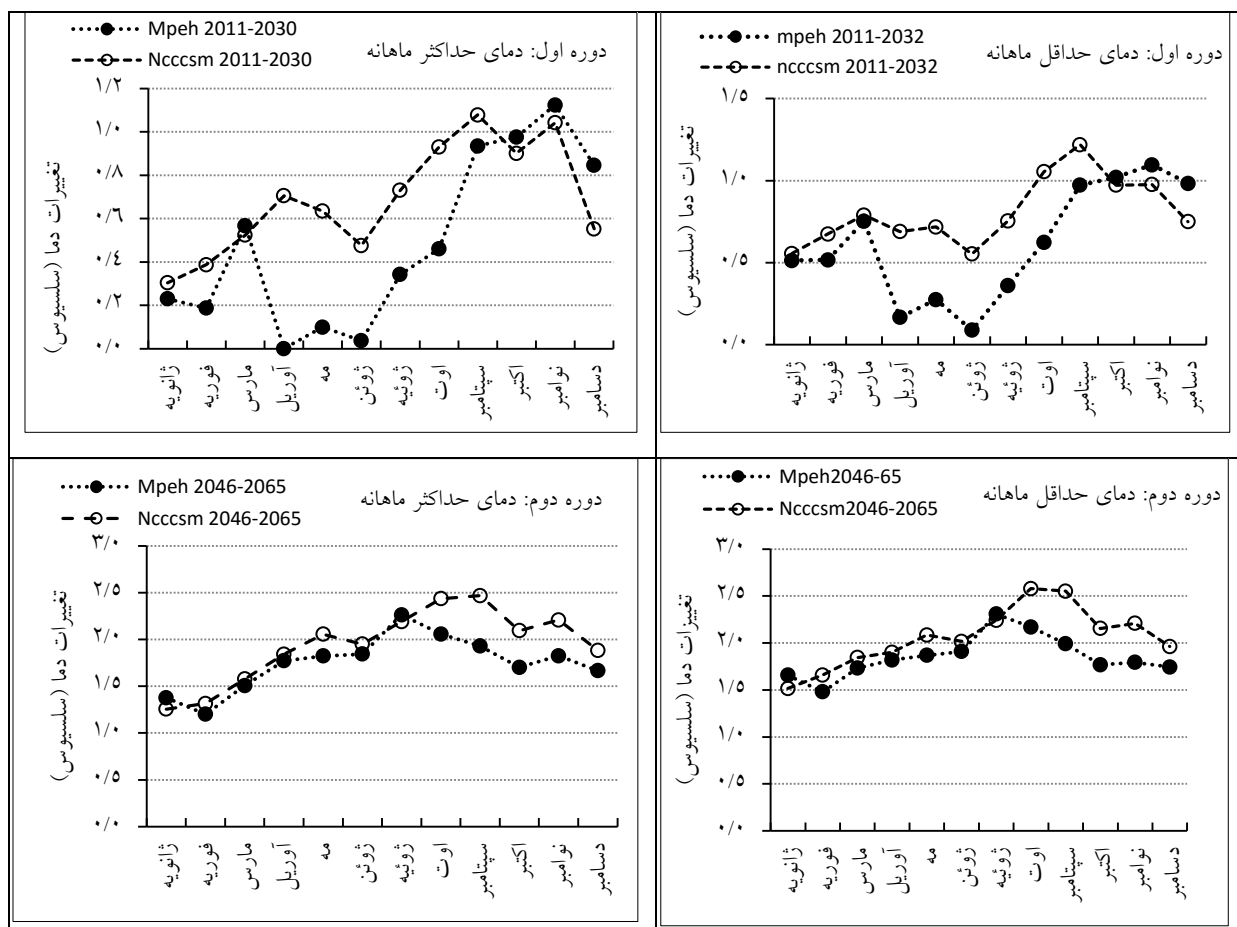 Mpeh 2011-2030
Ncccsm 2011-2030
دوره اول: دمای حداکثر ماهانه
تغییرات دما (سلسیوس)
۱/۲
۱/۰
۰/۸
۰/۶
۰/۴
۰/۲
۰/۰
ژانویه
فوریه
مارس
آوریل
مه
ژوئن
ژوئیه
اوت
سپتامبر
اکتبر
نوامبر
دسامبر
mpeh 2011-2032
ncccsm 2011-2032
دوره اول: دمای حداقل ماهانه
تغییرات دما (سلسیوس)
۱/۵
۱/۰
۰/۵
۰/۰
ژانویه
فوریه
مارس
آوریل
مه
ژوئن
ژوئیه
اوت
سپتامبر
اکتبر
نوامبر
دسامبر
Mpeh 2046-2065
Ncccsm 2046-2065
دوره دوم: دمای حداکثر ماهانه
تغییرات دما (سلسیوس)
۳/۰
۲/۵
۲/۰
۱/۵
۱/۰
۰/۵
۰/۰
ژانویه
فوریه
مارس
آوریل
مه
ژوئن
ژوئیه
اوت
سپتامبر
اکتبر
نوامبر
دسامبر
Mpeh2046-65
Ncccsm2046-2065
دوره دوم: دمای حداقل ماهانه
تغییرات دما (سلسیوس)
۳/۰
۲/۵
۲/۰
۱/۵
۱/۰
۰/۵
۰/۰
ژانویه
فوریه
مارس
آوریل
مه
ژوئن
ژوئیه
اوت
سپتامبر
اکتبر
نوامبر
دسامبر